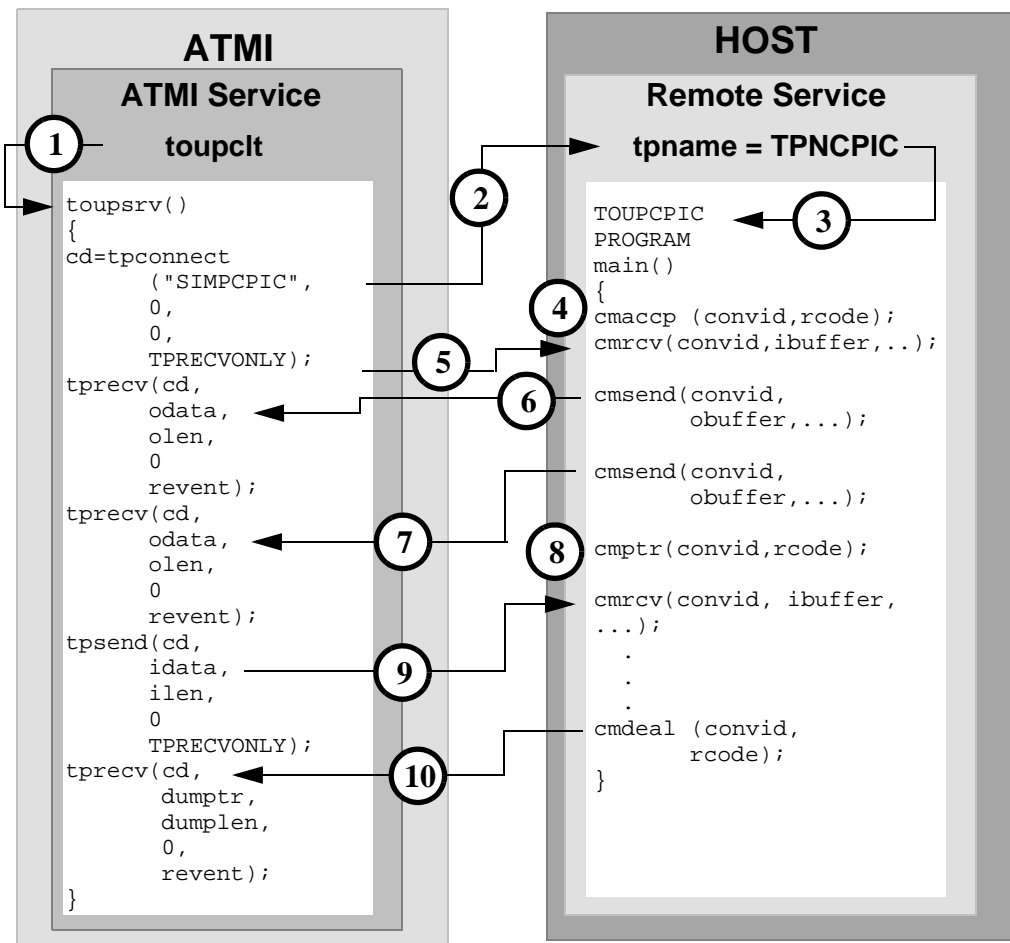 ATMI
ATMI Service
toupclt
1
toupsrv()
{
cd=tpconnect
("SIMPCPIC",
0,
0,
TPRECVONLY);
tprecv(cd,
odata,
olen,
0
revent);
tprecv(cd,
odata,
olen,
0
revent);
tpsend(cd,
idata,
ilen,
0
TPRECVONLY);
tprecv(cd,
dumptr,
dumplen,
0,
revent);
}
2
5
6
7
9
10
HOST
Remote Service
tpname = TPNCPIC
3
TOUPCPIC
PROGRAM
main()
{
4
cmaccp (convid,rcode);
cmrcv(convid,ibuffer,..);
cmsend(convid,
obuffer,...);
cmsend(convid,
obuffer,...);
8
cmptr(convid,rcode);
cmrcv(convid, ibuffer,
...);
.
.
.
cmdeal (convid,
rcode);
}